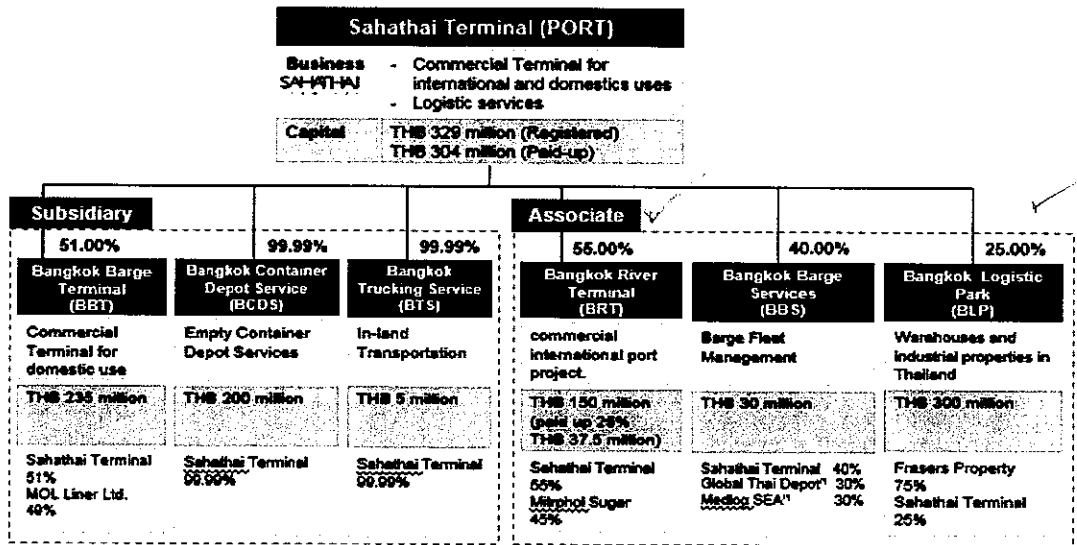 Sahathai Terminal (PORT)
Business
SAHATHAI
- Commercial Terminal for
international and domestics uses
- Logistic services
Capital
THB 329 million (Registered)
THB 304 million (Paid-up)
Subsidiary
51.00%
Bangkok Barge
Terminal
(BBT)
Commercial
Terminal for
domestic use
THB 235 million
Sahathai Terminal
51%
MOL Liner Ltd.
49%
99.99%
Bangkok Container
Depot Service
(BCDS)
Empty Container
Depot Services
THB 200 million
Sahathai Terminal
99.99%
99.99%
Bangkok
Trucking Service
(BTS)
In-land
Transportation
THB 5 million
Sahathai Terminal
99.99%
Associate
55.00%
Bangkok River
Terminal
(BRT)
commercial
international port
project.
THB 150 million
(paid up 25%
THB 37.5 million)
Sahathai Terminal
55%
Mitrphol Sugar
45%
40.00%
Bangkok Barge
Services
(BBS)
Barge Fleet
Management
THB 30 million
Sahathai Terminal 40%
Global Thai Depot 30%
Medlog SEA 30%
25.00%
Bangkok Logistic
Park
(BLP)
Warehouses and
industrial properties in
Thailand
THB 300 million
Frasers Property
75%
Sahathai Terminal
25%